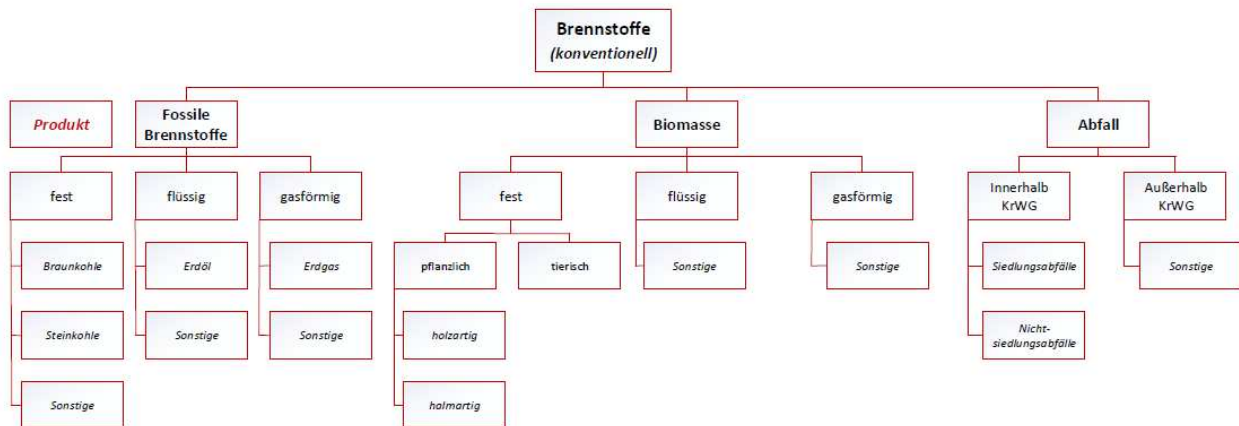 Brennstoffe
(konventionell)
Produkt
Fossile
Brennstoffe
Biomasse
Abfall
fest
flüssig
gasförmig
fest
flüssig
gasförmig
Innerhalb
KrWG
Außerhalb
KrWG
Braunkohle
Erdöl
Erdgas
pflanzlich
tierisch
Sonstige
Sonstige
Siedlungsabfälle
Sonstige
Steinkohle
Sonstige
Sonstige
holzartig
Nicht-
siedlungsabfälle
Sonstige
halmartig